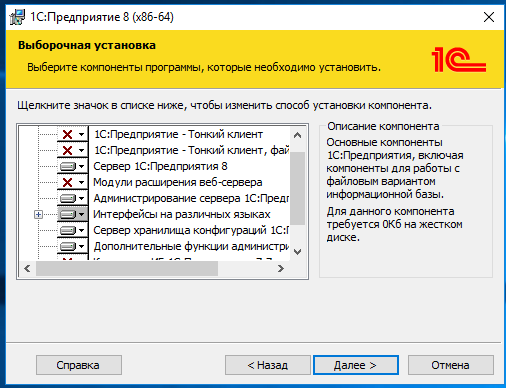 1С:Предприятие 8 (x86-64)
Выборочная установка
Выберите компоненты программы, которые необходимо установить.
1С
Щелкните значок в списке ниже, чтобы изменить способ установки компонента.
1С:Предприятие - Тонкий клиент
1С:Предприятие - Тонкий клиент, фай
Сервер 1С:Предприятия 8
Модули расширения веб-сервера
Администрирование сервера 1С:Пред
Интерфейсы на различных языках
Сервер хранилища конфигураций 1С:П
Дополнительные функции администри
Описание компонента
Основные компоненты
1С:Предприятия, включая
компоненты для работы с
файловым вариантом
информационной базы.
Для данного компонента
требуется 0Кб на жестком
диске.
Справка
< Назад
Далее >
Отмена